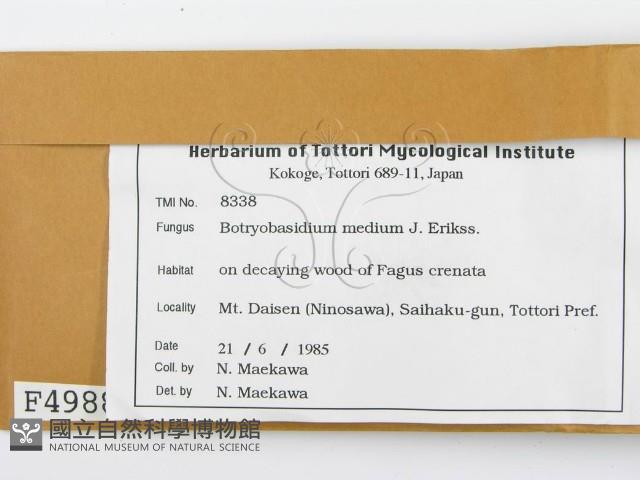 Herbarium of Tottori Mycological Institute
Kokoge, Tottori 689-11, Japan
TMI No. 8338
Fungus Botryobasidium medium J. Erikss.
Habitat on decaying wood of Fagus crenata
Locality Mt. Daisen (Ninosawa), Saihaku-gun, Tottori Pref.
Date 21 / 6 / 1985
Coll. by N. Maekawa
Det. by N. Maekawa
F4988
國立自然科學博物館
NATIONAL MUSEUM OF NATURAL SCIENCE